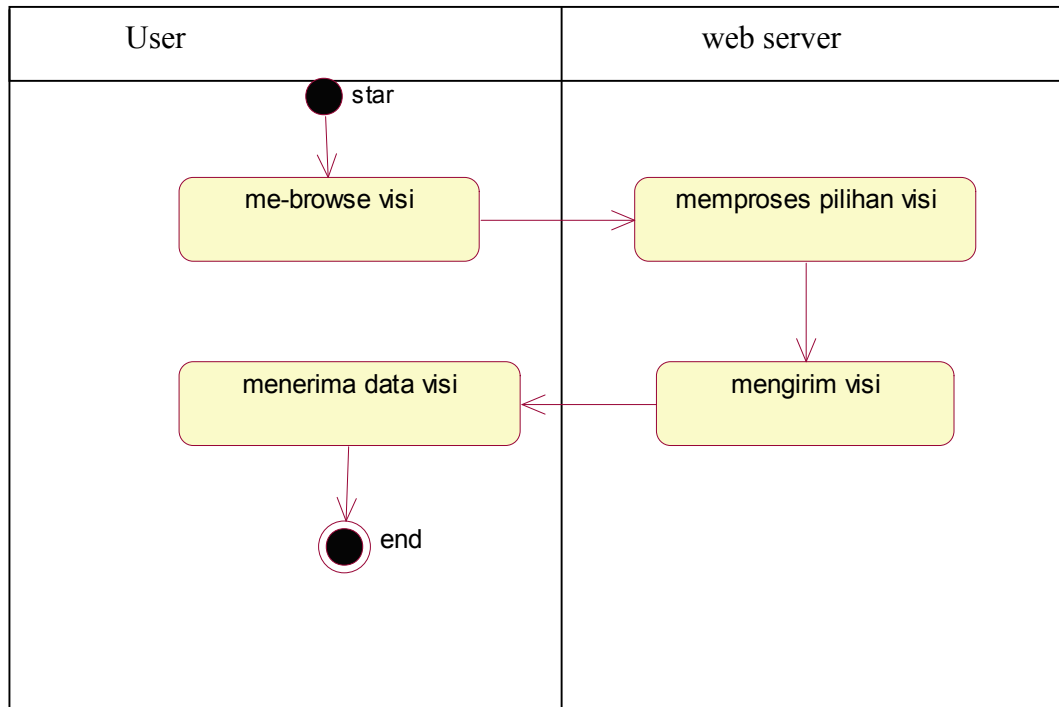 User
web server
star
me-browse visi
memproses pilihan visi
menerima data visi
mengirim visi
end